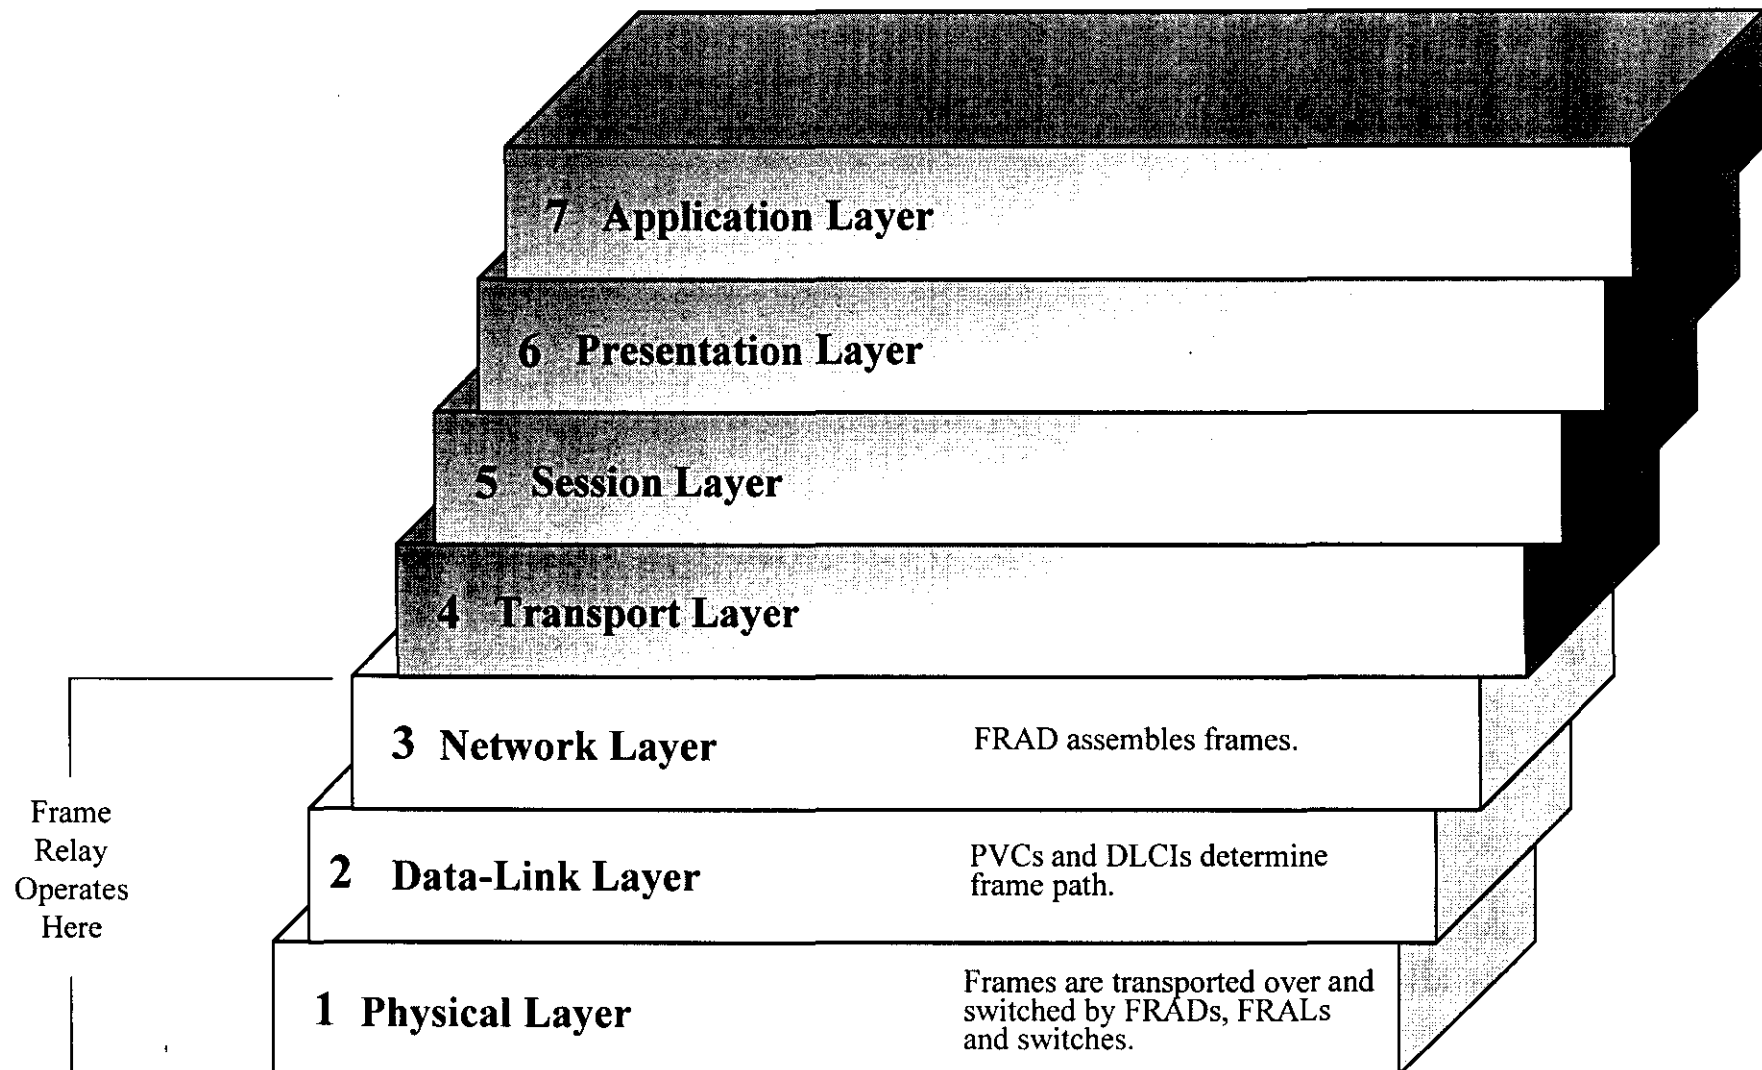 7 Application Layer
6 Presentation Layer
5 Session Layer
4 Transport Layer
3 Network Layer
FRAD assembles frames.
2 Data-Link Layer
PVCs and DLCIs determine
frame path.
1 Physical Layer
Frames are transported over and
switched by FRADs, FRALs
and switches.
Frame
Relay
Operates
Here